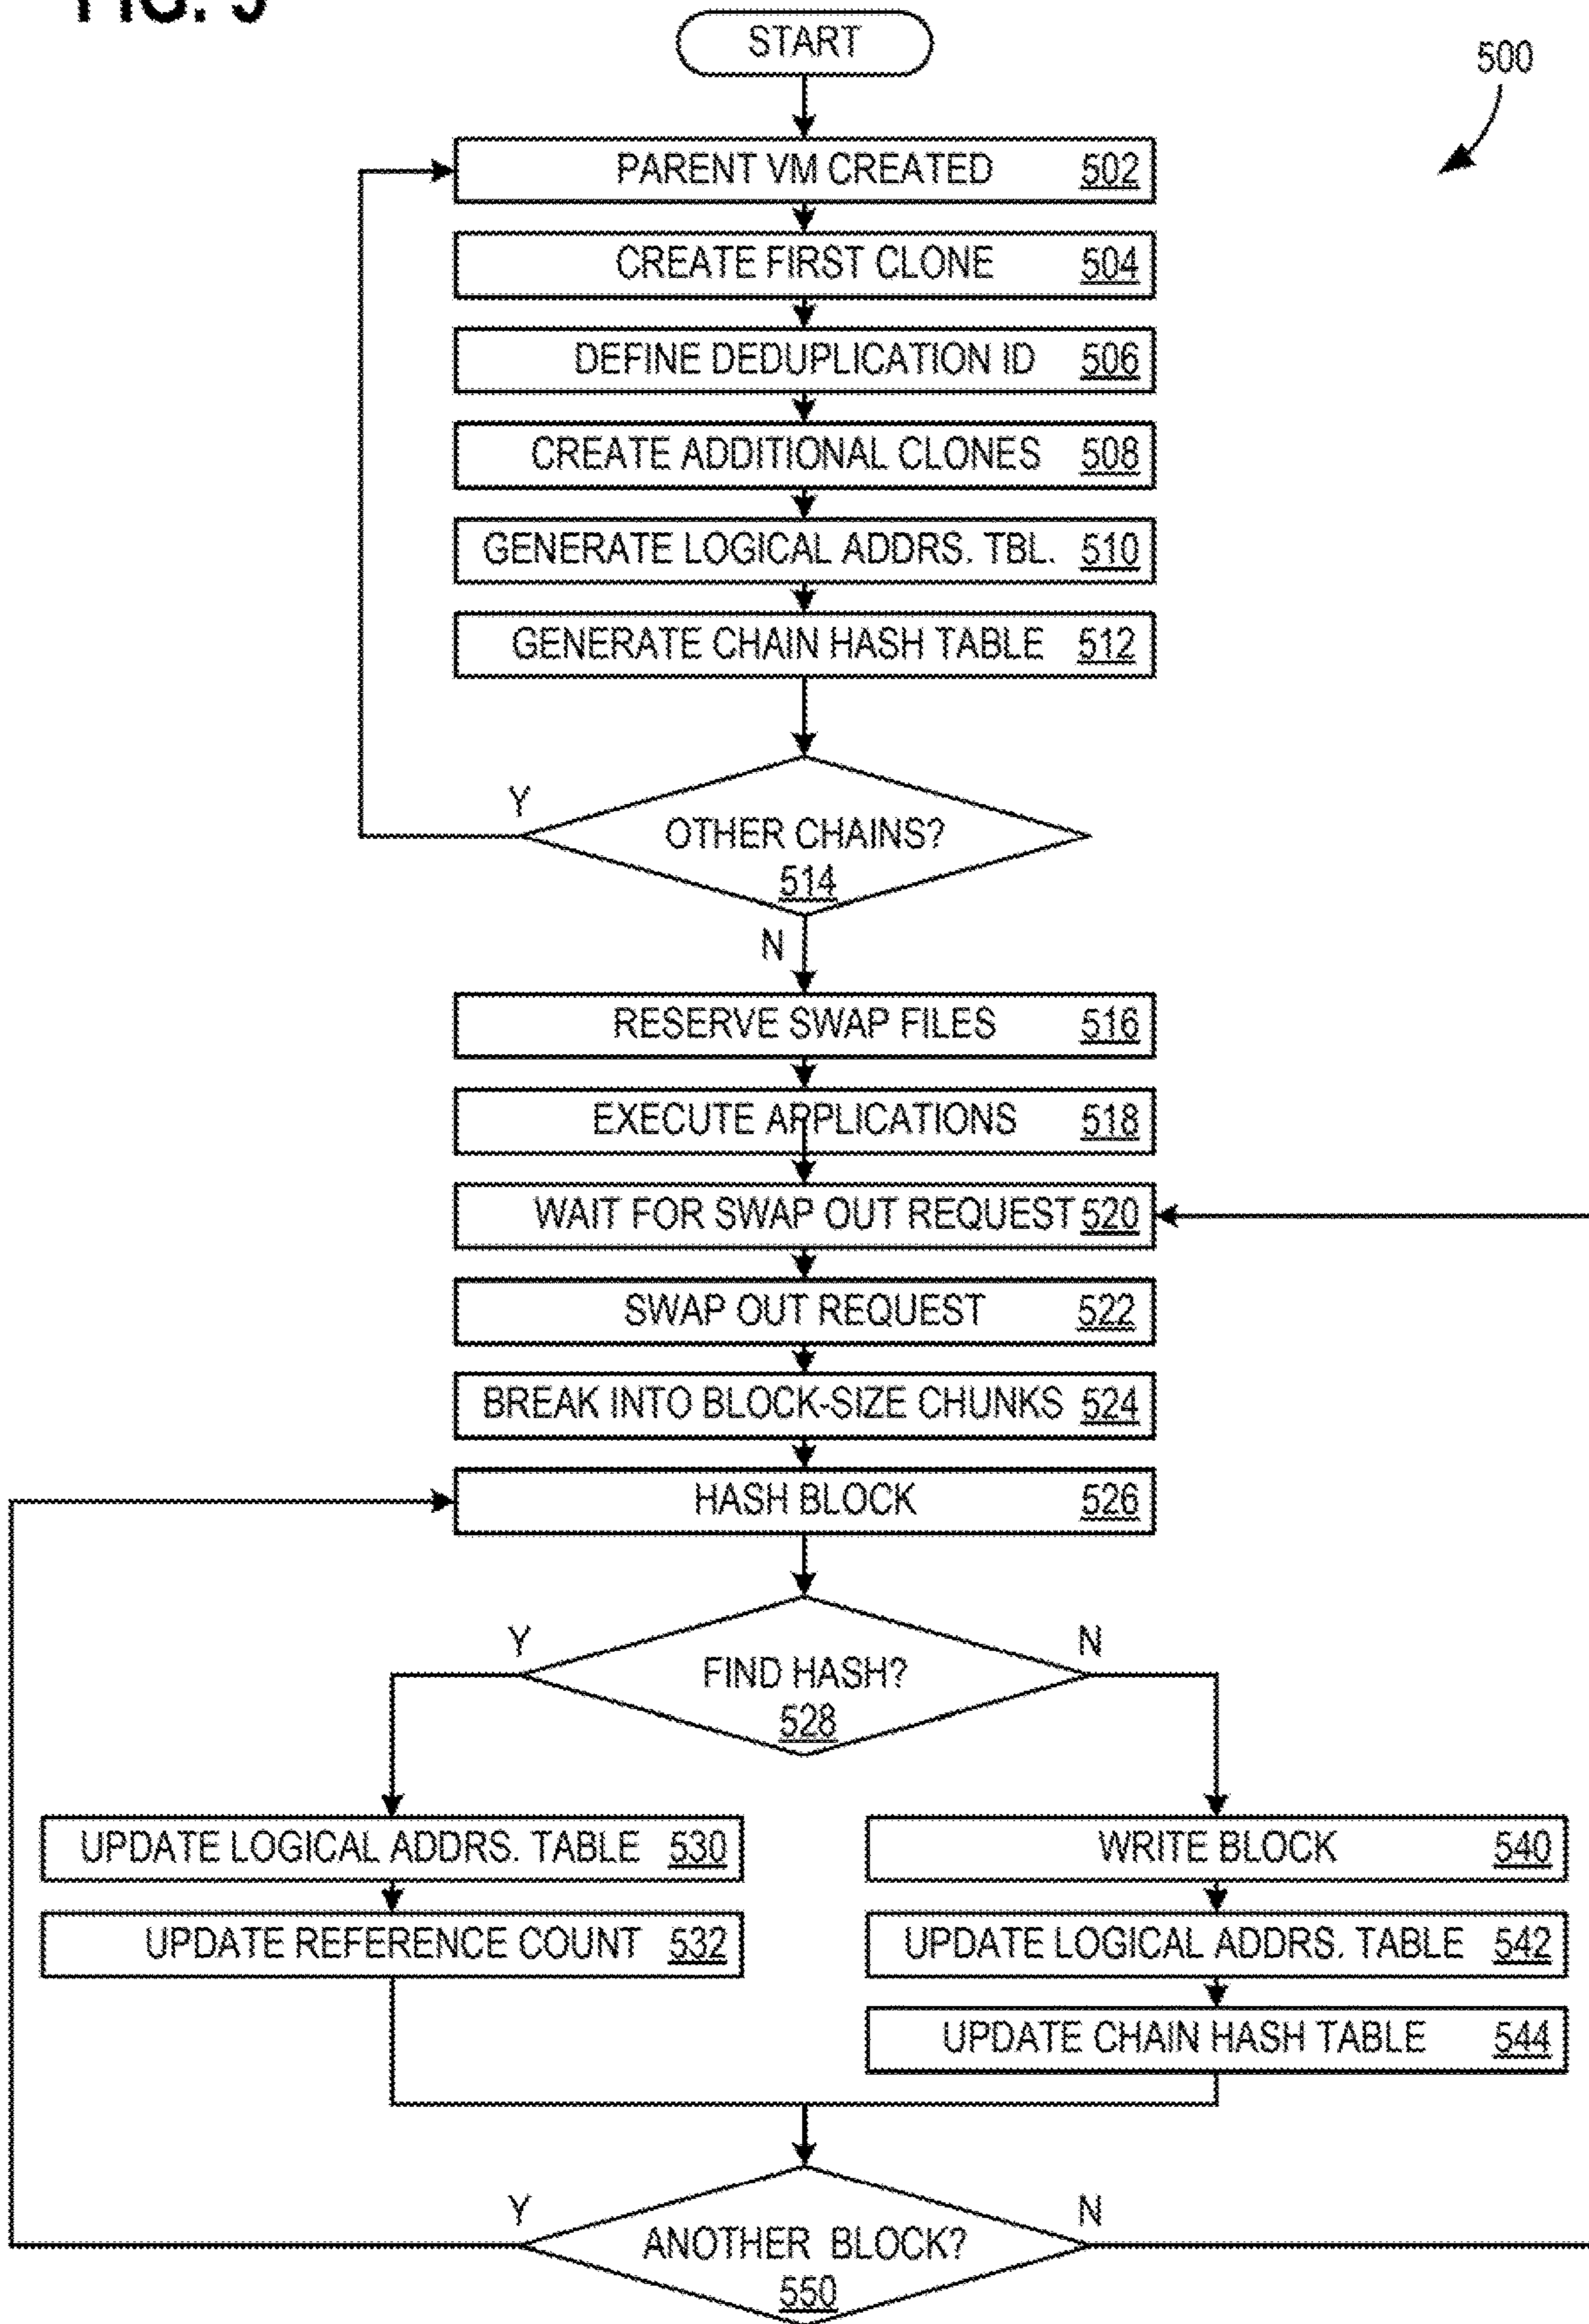 FIG. 5
START
500
PARENT VM CREATED 502
CREATE FIRST CLONE 504
DEFINE DEDUPLICATION ID 506
CREATE ADDITIONAL CLONES 508
GENERATE LOGICAL ADDRS. TBL. 510
GENERATE CHAIN HASH TABLE 512
Y
OTHER CHAINS?
514
N
RESERVE SWAP FILES 516
EXECUTE APPLICATIONS 518
WAIT FOR SWAP OUT REQUEST 520
SWAP OUT REQUEST 522
BREAK INTO BLOCK-SIZE CHUNKS 524
HASH BLOCK 526
Y N
FIND HASH?
528
UPDATE LOGICAL ADDRS. TABLE 530 WRITE BLOCK 540
UPDATE REFERENCE COUNT 532 UPDATE LOGICAL ADDRS. TABLE 542
UPDATE CHAIN HASH TABLE 544
Y N
ANOTHER BLOCK?
550